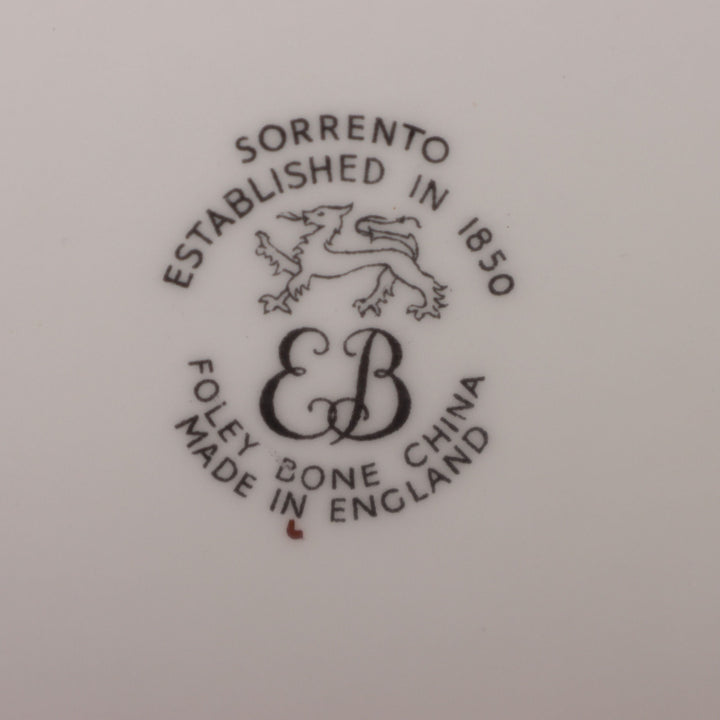 SORRENTO
ESTABLISHED IN 1850
EB
FOLEY BONE CHINA
MADE IN ENGLAND